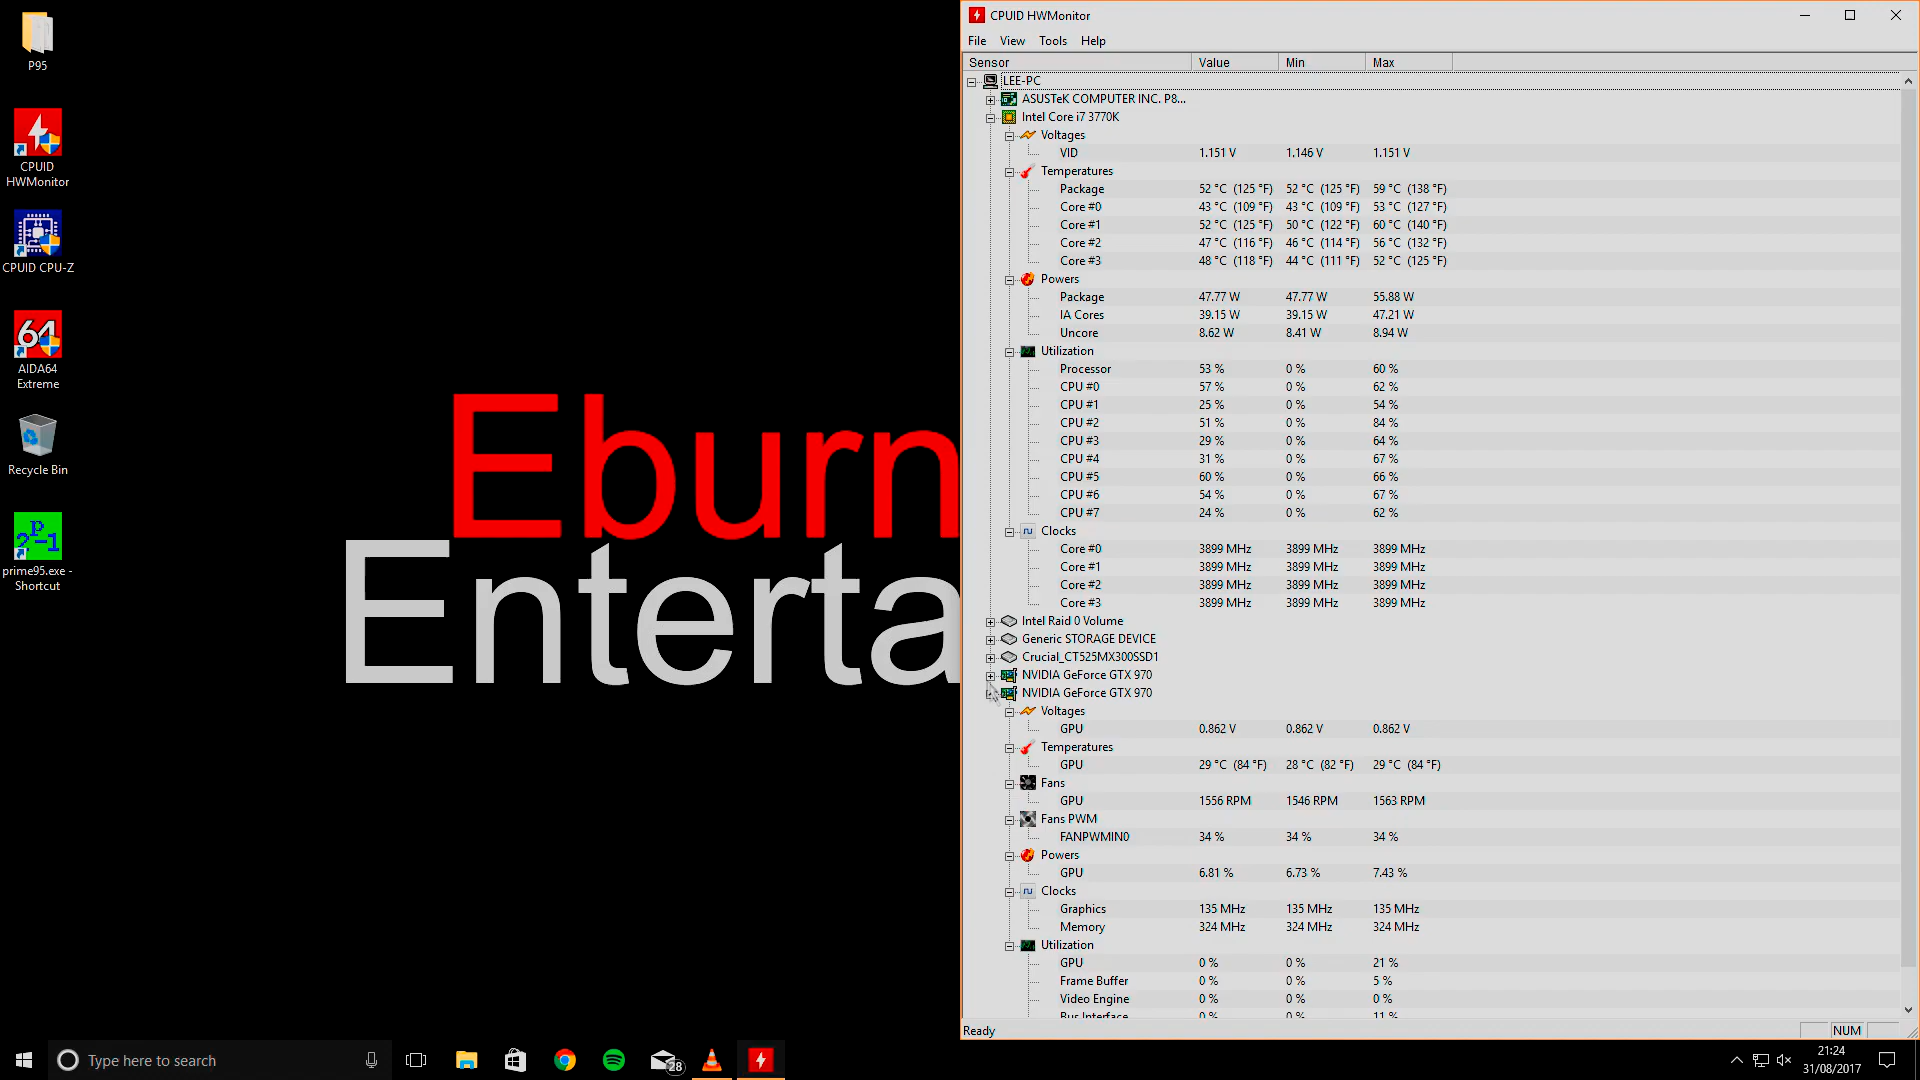 P95
CPUID
HWMonitor
CPUID CPU-Z
64
AIDA64
Extreme
Recycle Bin
2ᵖ-1
prime95.exe -
Shortcut
Eburn
Enterta
CPUID HWMonitor
File View Tools Help
Sensor Value Min Max
LEE-PC
ASUSTeK COMPUTER INC. P8...
Intel Core i7 3770K
Voltages
VID 1.151 V 1.146 V 1.151 V
Temperatures
Package 52 °C (125 °F) 52 °C (125 °F) 59 °C (138 °F)
Core #0 43 °C (109 °F) 43 °C (109 °F) 53 °C (127 °F)
Core #1 52 °C (125 °F) 50 °C (122 °F) 60 °C (140 °F)
Core #2 47 °C (116 °F) 46 °C (114 °F) 56 °C (132 °F)
Core #3 48 °C (118 °F) 44 °C (111 °F) 52 °C (125 °F)
Powers
Package 47.77 W 47.77 W 55.88 W
IA Cores 39.15 W 39.15 W 47.21 W
Uncore 8.62 W 8.41 W 8.94 W
Utilization
Processor 53 % 0 % 60 %
CPU #0 57 % 0 % 62 %
CPU #1 25 % 0 % 54 %
CPU #2 51 % 0 % 84 %
CPU #3 29 % 0 % 64 %
CPU #4 31 % 0 % 67 %
CPU #5 60 % 0 % 66 %
CPU #6 54 % 0 % 67 %
CPU #7 24 % 0 % 62 %
Clocks
Core #0 3899 MHz 3899 MHz 3899 MHz
Core #1 3899 MHz 3899 MHz 3899 MHz
Core #2 3899 MHz 3899 MHz 3899 MHz
Core #3 3899 MHz 3899 MHz 3899 MHz
Intel Raid 0 Volume
Generic STORAGE DEVICE
Crucial_CT525MX300SSD1
NVIDIA GeForce GTX 970
NVIDIA GeForce GTX 970
Voltages
GPU 0.862 V 0.862 V 0.862 V
Temperatures
GPU 29 °C (84 °F) 28 °C (82 °F) 29 °C (84 °F)
Fans
GPU 1556 RPM 1546 RPM 1563 RPM
Fans PWM
FANPWMIN0 34 % 34 % 34 %
Powers
GPU 6.81 % 6.73 % 7.43 %
Clocks
Graphics 135 MHz 135 MHz 135 MHz
Memory 324 MHz 324 MHz 324 MHz
Utilization
GPU 0 % 0 % 21 %
Frame Buffer 0 % 0 % 5 %
Video Engine 0 % 0 % 0 %
Bus Interface 0 % 0 % 11 %
Ready NUM
Type here to search
28
21:24
31/08/2017